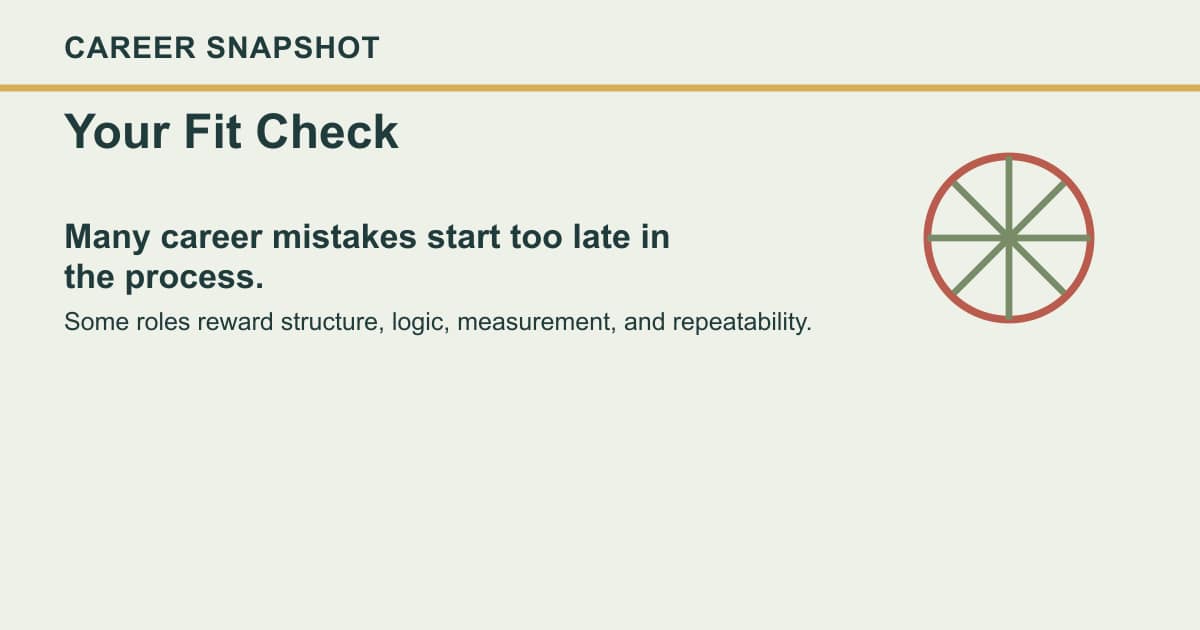 CAREER SNAPSHOT
Your Fit Check
Many career mistakes start too late in
the process.
Some roles reward structure, logic, measurement, and repeatability.